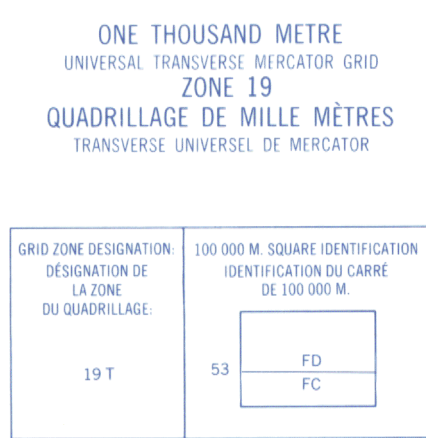 ONE THOUSAND METRE
UNIVERSAL TRANSVERSE MERCATOR GRID
ZONE 19
QUADRILLAGE DE MILLE MÈTRES
TRANSVERSE UNIVERSEL DE MERCATOR
GRID ZONE DESIGNATION:
DÉSIGNATION DE
LA ZONE
DU QUADRILLAGE:
19 T
100 000 M. SQUARE IDENTIFICATION
IDENTIFICATION DU CARRÉ
DE 100 000 M.
FD
53
FC